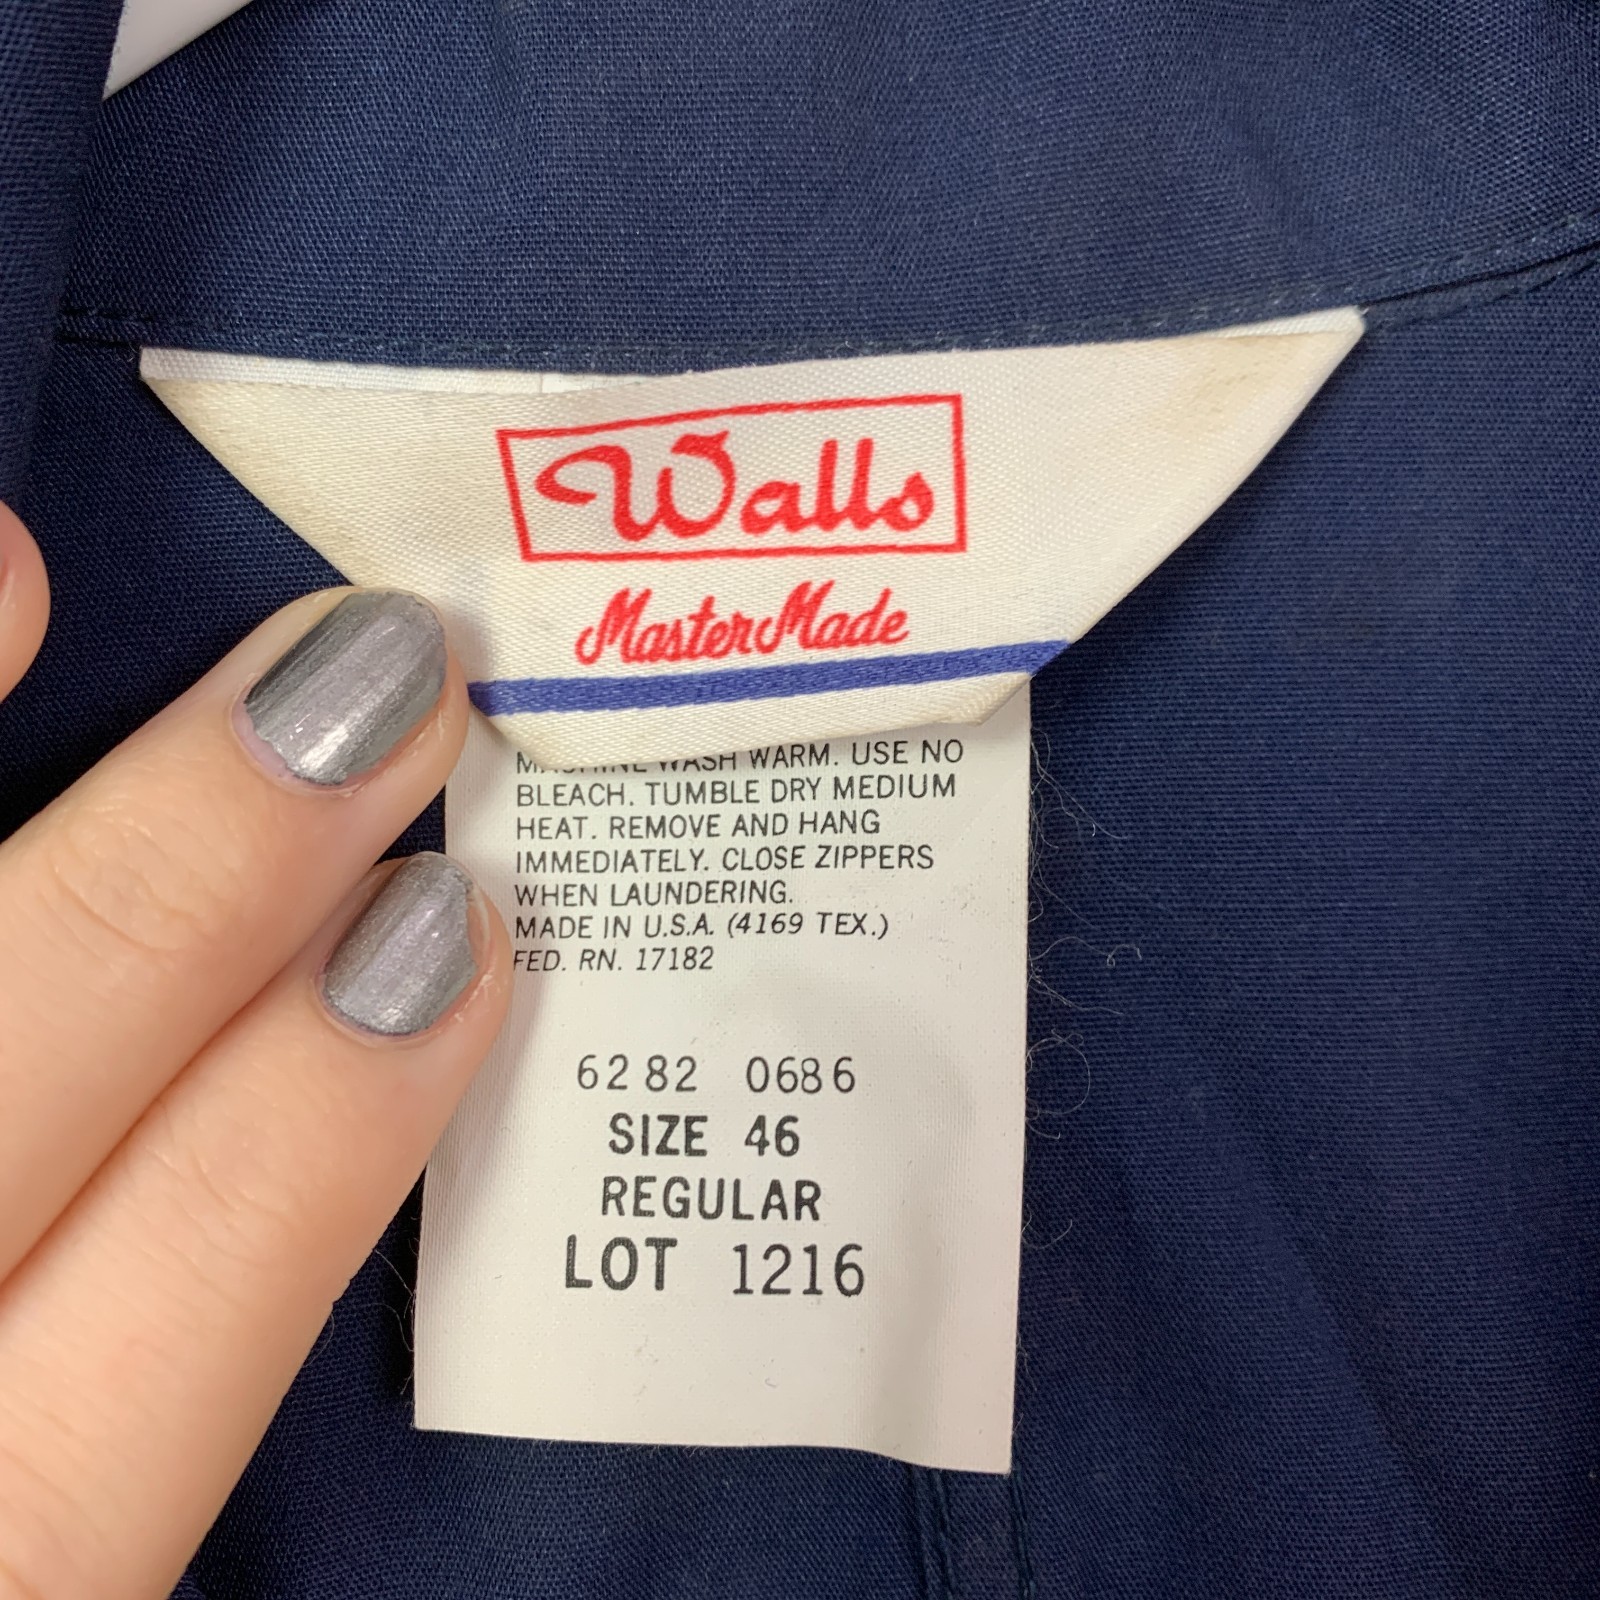 Walls
MasterMade
MACHINE WASH WARM. USE NO
BLEACH. TUMBLE DRY MEDIUM
HEAT. REMOVE AND HANG
IMMEDIATELY. CLOSE ZIPPERS
WHEN LAUNDERING.
MADE IN U.S.A. (4169 TEX.)
FED. RN. 17182
6282 0686
SIZE 46
REGULAR
LOT 1216